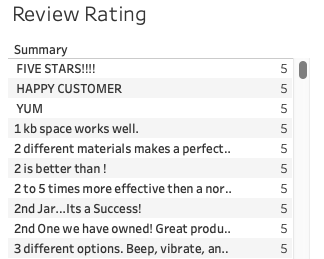 Review Rating
Summary
FIVE STARS!!!! 5
HAPPY CUSTOMER 5
YUM 5
1 kb space works well. 5
2 different materials makes a perfect.. 5
2 is better than ! 5
2 to 5 times more effective then a nor.. 5
2nd Jar...Its a Success! 5
2nd One we have owned! Great produ.. 5
3 different options. Beep, vibrate, an.. 5